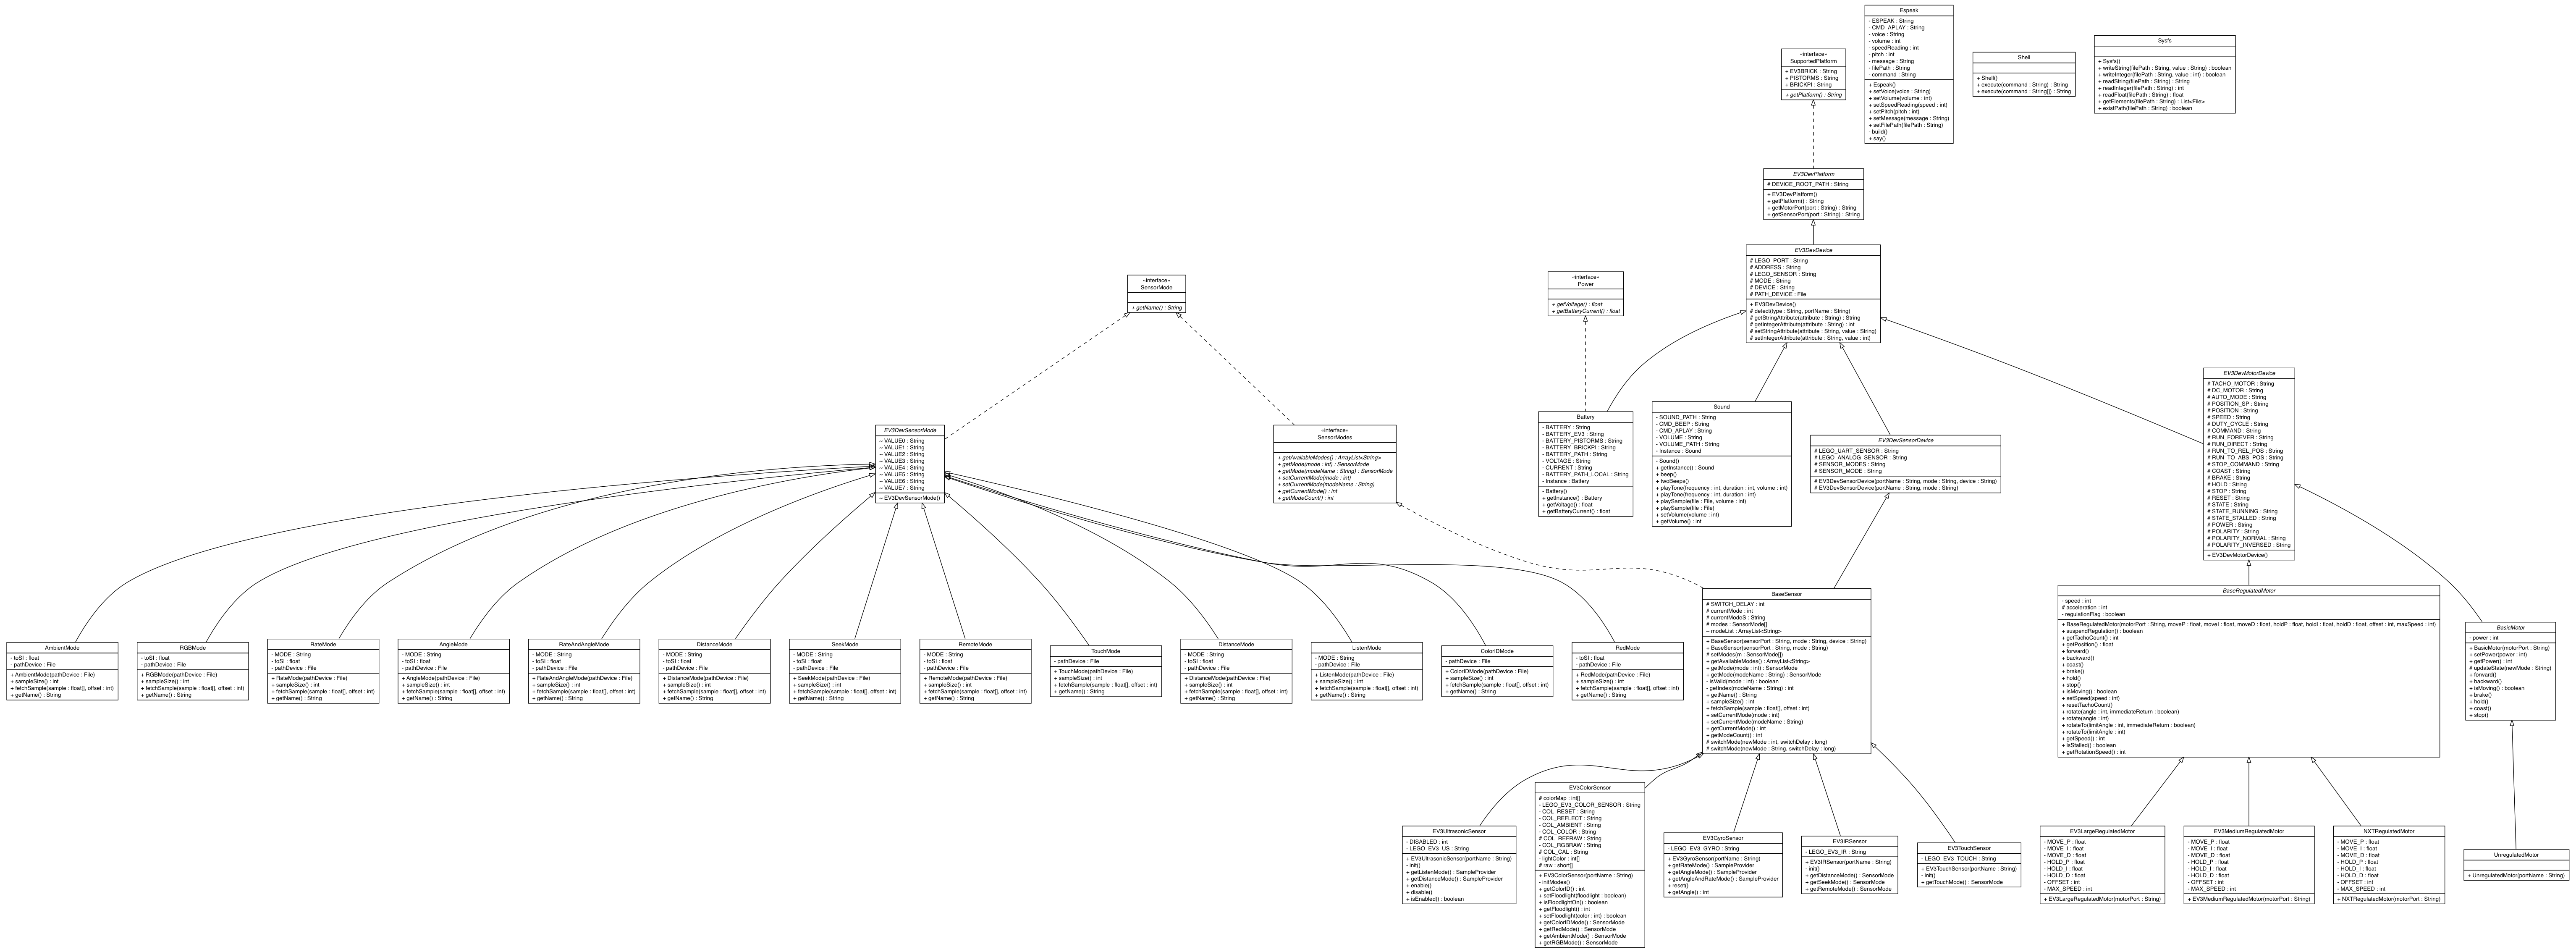 Espeak
- ESPEAK : String
- CMD_APLAY : String
- voice : String
- volume : int
- speedReading : int
- pitch : int
- message : String
- filePath : String
- command : String
+ Espeak()
+ setVoice(voice : String)
+ setVolume(volume : int)
+ setSpeedReading(speed : int)
+ setPitch(pitch : int)
+ setMessage(message : String)
+ setFilePath(filePath : String)
- build()
+ say()
Shell
+ Shell()
+ execute(command : String) : String
+ execute(command : String[]) : String
Sysfs
+ Sysfs()
+ writeString(filePath : String, value : String) : boolean
+ writeInteger(filePath : String, value : int) : boolean
+ readString(filePath : String) : String
+ readInteger(filePath : String) : int
+ readFloat(filePath : String) : float
+ getElements(filePath : String) : List<File>
+ existPath(filePath : String) : boolean
«interface»
SupportedPlatform
+ EV3BRICK : String
+ PISTORMS : String
+ BRICKPI : String
+ getPlatform() : String
EV3DevPlatform
# DEVICE_ROOT_PATH : String
+ EV3DevPlatform()
+ getPlatform() : String
+ getMotorPort(port : String) : String
+ getSensorPort(port : String) : String
EV3DevDevice
# LEGO_PORT : String
# ADDRESS : String
# LEGO_SENSOR : String
# MODE : String
# DEVICE : String
# PATH_DEVICE : File
+ EV3DevDevice()
# detect(type : String, portName : String)
# getStringAttribute(attribute : String) : String
# getIntegerAttribute(attribute : String) : int
# setStringAttribute(attribute : String, value : String)
# setIntegerAttribute(attribute : String, value : int)
«interface»
SensorMode
+ getName() : String
«interface»
Power
+ getVoltage() : float
+ getBatteryCurrent() : float
EV3DevSensorMode
~ VALUE0 : String
~ VALUE1 : String
~ VALUE2 : String
~ VALUE3 : String
~ VALUE4 : String
~ VALUE5 : String
~ VALUE6 : String
~ VALUE7 : String
~ EV3DevSensorMode()
«interface»
SensorModes
+ getAvailableModes() : ArrayList<String>
+ getMode(mode : int) : SensorMode
+ getMode(modeName : String) : SensorMode
+ setCurrentMode(mode : int)
+ setCurrentMode(modeName : String)
+ getCurrentMode() : int
+ getModeCount() : int
Battery
- BATTERY : String
- BATTERY_EV3 : String
- BATTERY_PISTORMS : String
- BATTERY_BRICKPI : String
- BATTERY_PATH : String
- VOLTAGE : String
- CURRENT : String
- BATTERY_PATH_LOCAL : String
- Instance : Battery
- Battery()
+ getInstance() : Battery
+ getVoltage() : float
+ getBatteryCurrent() : float
Sound
- SOUND_PATH : String
- CMD_BEEP : String
- CMD_APLAY : String
- VOLUME : String
- VOLUME_PATH : String
- Instance : Sound
- Sound()
+ getInstance() : Sound
+ beep()
+ twoBeeps()
+ playTone(frequency : int, duration : int, volume : int)
+ playTone(frequency : int, duration : int)
+ playSample(file : File, volume : int)
+ playSample(file : File)
+ setVolume(volume : int)
+ getVolume() : int
EV3DevSensorDevice
# LEGO_UART_SENSOR : String
# LEGO_ANALOG_SENSOR : String
# SENSOR_MODES : String
# SENSOR_MODE : String
# EV3DevSensorDevice(portName : String, mode : String, device : String)
# EV3DevSensorDevice(portName : String, mode : String)
EV3DevMotorDevice
# TACHO_MOTOR : String
# DC_MOTOR : String
# AUTO_MODE : String
# POSITION_SP : String
# POSITION : String
# SPEED : String
# DUTY_CYCLE : String
# COMMAND : String
# RUN_FOREVER : String
# RUN_DIRECT : String
# RUN_TO_REL_POS : String
# RUN_TO_ABS_POS : String
# STOP_COMMAND : String
# COAST : String
# BRAKE : String
# HOLD : String
# STOP : String
# RESET : String
# STATE : String
# STATE_RUNNING : String
# STATE_STALLED : String
# POWER : String
# POLARITY : String
# POLARITY_NORMAL : String
# POLARITY_INVERSED : String
+ EV3DevMotorDevice()
AmbientMode
- toSI : float
- pathDevice : File
+ AmbientMode(pathDevice : File)
+ sampleSize() : int
+ fetchSample(sample : float[], offset : int)
+ getName() : String
RGBMode
- toSI : float
- pathDevice : File
+ RGBMode(pathDevice : File)
+ sampleSize() : int
+ fetchSample(sample : float[], offset : int)
+ getName() : String
RateMode
- MODE : String
- toSI : float
- pathDevice : File
+ RateMode(pathDevice : File)
+ sampleSize() : int
+ fetchSample(sample : float[], offset : int)
+ getName() : String
AngleMode
- MODE : String
- toSI : float
- pathDevice : File
+ AngleMode(pathDevice : File)
+ sampleSize() : int
+ fetchSample(sample : float[], offset : int)
+ getName() : String
RateAndAngleMode
- MODE : String
- toSI : float
- pathDevice : File
+ RateAndAngleMode(pathDevice : File)
+ sampleSize() : int
+ fetchSample(sample : float[], offset : int)
+ getName() : String
DistanceMode
- MODE : String
- toSI : float
- pathDevice : File
+ DistanceMode(pathDevice : File)
+ sampleSize() : int
+ fetchSample(sample : float[], offset : int)
+ getName() : String
SeekMode
- MODE : String
- toSI : float
- pathDevice : File
+ SeekMode(pathDevice : File)
+ sampleSize() : int
+ fetchSample(sample : float[], offset : int)
+ getName() : String
RemoteMode
- MODE : String
- toSI : float
- pathDevice : File
+ RemoteMode(pathDevice : File)
+ sampleSize() : int
+ fetchSample(sample : float[], offset : int)
+ getName() : String
TouchMode
- pathDevice : File
+ TouchMode(pathDevice : File)
+ sampleSize() : int
+ fetchSample(sample : float[], offset : int)
+ getName() : String
DistanceMode
- MODE : String
- toSI : float
- pathDevice : File
+ DistanceMode(pathDevice : File)
+ sampleSize() : int
+ fetchSample(sample : float[], offset : int)
+ getName() : String
ListenMode
- MODE : String
- pathDevice : File
+ ListenMode(pathDevice : File)
+ sampleSize() : int
+ fetchSample(sample : float[], offset : int)
+ getName() : String
ColorIDMode
- pathDevice : File
+ ColorIDMode(pathDevice : File)
+ sampleSize() : int
+ fetchSample(sample : float[], offset : int)
+ getName() : String
RedMode
- toSI : float
- pathDevice : File
+ RedMode(pathDevice : File)
+ sampleSize() : int
+ fetchSample(sample : float[], offset : int)
+ getName() : String
BaseSensor
# SWITCH_DELAY : int
# currentMode : int
# currentModeS : String
# modes : SensorMode[]
~ modeList : ArrayList<String>
+ BaseSensor(sensorPort : String, mode : String, device : String)
+ BaseSensor(sensorPort : String, mode : String)
# setModes(m : SensorMode[])
+ getAvailableModes() : ArrayList<String>
+ getMode(mode : int) : SensorMode
+ getMode(modeName : String) : SensorMode
- isValid(mode : int) : boolean
- getIndex(modeName : String) : int
+ getName() : String
+ sampleSize() : int
+ fetchSample(sample : float[], offset : int)
+ setCurrentMode(mode : int)
+ setCurrentMode(modeName : String)
+ getCurrentMode() : int
+ getModeCount() : int
# switchMode(newMode : int, switchDelay : long)
# switchMode(newMode : String, switchDelay : long)
BaseRegulatedMotor
- speed : int
# acceleration : int
- regulationFlag : boolean
+ BaseRegulatedMotor(motorPort : String, moveP : float, moveI : float, moveD : float, holdP : float, holdI : float, holdD : float, offset : int, maxSpeed : int)
+ suspendRegulation() : boolean
+ getTachoCount() : int
+ getPosition() : float
+ forward()
+ backward()
+ coast()
+ brake()
+ hold()
+ stop()
+ isMoving() : boolean
+ setSpeed(speed : int)
+ resetTachoCount()
+ rotate(angle : int, immediateReturn : boolean)
+ rotate(angle : int)
+ rotateTo(limitAngle : int, immediateReturn : boolean)
+ rotateTo(limitAngle : int)
+ getSpeed() : int
+ isStalled() : boolean
+ getRotationSpeed() : int
BasicMotor
- power : int
+ BasicMotor(motorPort : String)
+ setPower(power : int)
+ getPower() : int
# updateState(newMode : String)
+ forward()
+ backward()
+ isMoving() : boolean
+ brake()
+ hold()
+ coast()
+ stop()
EV3UltrasonicSensor
- DISABLED : int
- LEGO_EV3_US : String
+ EV3UltrasonicSensor(portName : String)
- init()
+ getListenMode() : SampleProvider
+ getDistanceMode() : SampleProvider
+ enable()
+ disable()
+ isEnabled() : boolean
EV3ColorSensor
# colorMap : int[]
- LEGO_EV3_COLOR_SENSOR : String
- COL_RESET : String
- COL_REFLECT : String
- COL_AMBIENT : String
- COL_COLOR : String
# COL_REFRAW : String
- COL_RGBRAW : String
# COL_CAL : String
- lightColor : int[]
# raw : short[]
+ EV3ColorSensor(portName : String)
- initModes()
+ getColorID() : int
+ setFloodlight(floodlight : boolean)
+ isFloodlightOn() : boolean
+ getFloodlight() : int
+ setFloodlight(color : int) : boolean
+ getColorIDMode() : SensorMode
+ getRedMode() : SensorMode
+ getAmbientMode() : SensorMode
+ getRGBMode() : SensorMode
EV3GyroSensor
- LEGO_EV3_GYRO : String
+ EV3GyroSensor(portName : String)
+ getRateMode() : SampleProvider
+ getAngleMode() : SampleProvider
+ getAngleAndRateMode() : SampleProvider
+ reset()
+ getAngle() : int
EV3IRSensor
- LEGO_EV3_IR : String
+ EV3IRSensor(portName : String)
- init()
+ getDistanceMode() : SensorMode
+ getSeekMode() : SensorMode
+ getRemoteMode() : SensorMode
EV3TouchSensor
- LEGO_EV3_TOUCH : String
+ EV3TouchSensor(portName : String)
- init()
+ getTouchMode() : SensorMode
EV3LargeRegulatedMotor
- MOVE_P : float
- MOVE_I : float
- MOVE_D : float
- HOLD_P : float
- HOLD_I : float
- HOLD_D : float
- OFFSET : int
- MAX_SPEED : int
+ EV3LargeRegulatedMotor(motorPort : String)
EV3MediumRegulatedMotor
- MOVE_P : float
- MOVE_I : float
- MOVE_D : float
- HOLD_P : float
- HOLD_I : float
- HOLD_D : float
- OFFSET : int
- MAX_SPEED : int
+ EV3MediumRegulatedMotor(motorPort : String)
NXTRegulatedMotor
- MOVE_P : float
- MOVE_I : float
- MOVE_D : float
- HOLD_P : float
- HOLD_I : float
- HOLD_D : float
- OFFSET : int
- MAX_SPEED : int
+ NXTRegulatedMotor(motorPort : String)
UnregulatedMotor
+ UnregulatedMotor(portName : String)